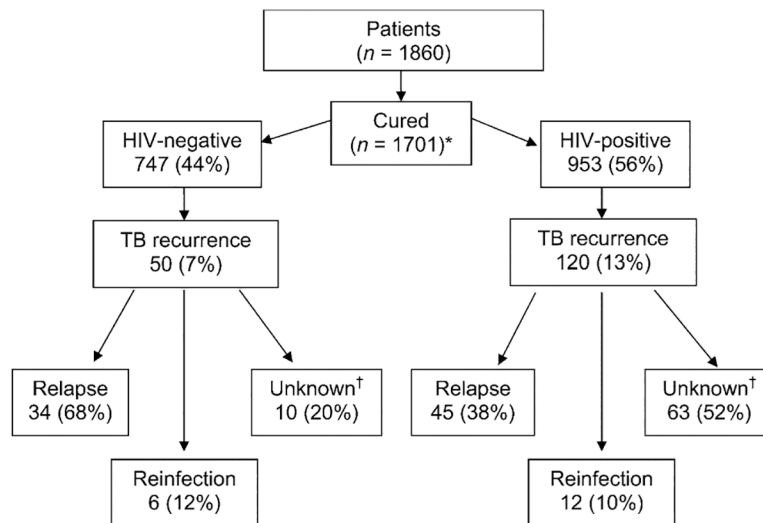 Patients
(n = 1860)
Cured
(n = 1701)*
HIV-negative
747 (44%)
HIV-positive
953 (56%)
TB recurrence
50 (7%)
TB recurrence
120 (13%)
Relapse
34 (68%)
Unknown†
10 (20%)
Relapse
45 (38%)
Unknown†
63 (52%)
Reinfection
6 (12%)
Reinfection
12 (10%)